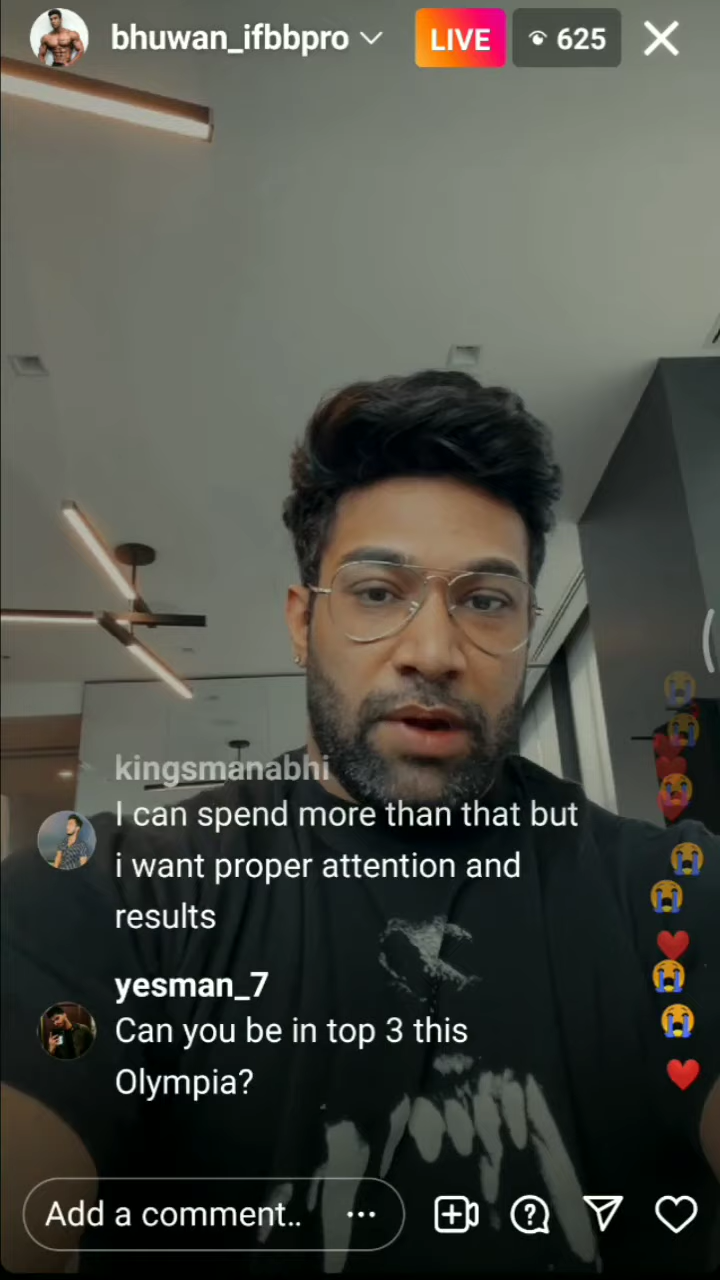 bhuwan_ifbbpro LIVE 625
kingsmanabhi
I can spend more than that but
i want proper attention and
results
yesman_7
Can you be in top 3 this
Olympia?
Add a comment..